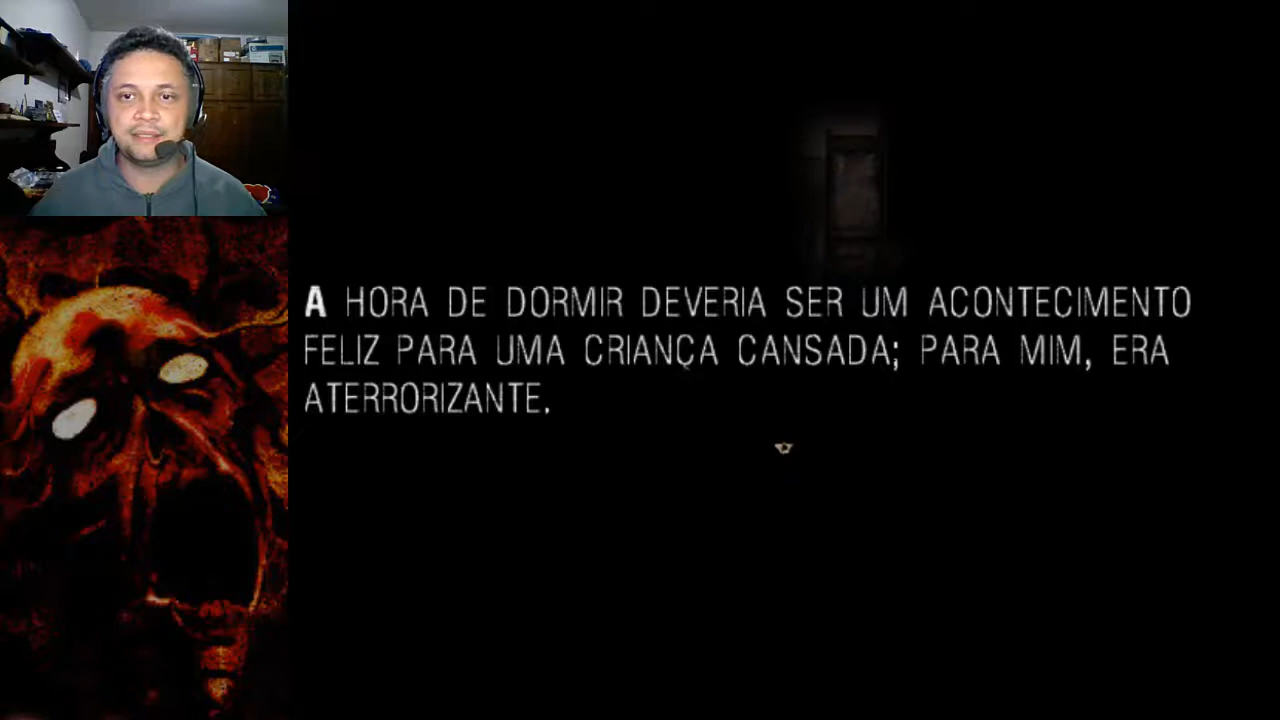 A HORA DE DORMIR DEVERIA SER UM ACONTECIMENTO
FELIZ PARA UMA CRIANÇA CANSADA; PARA MIM, ERA
ATERRORIZANTE.